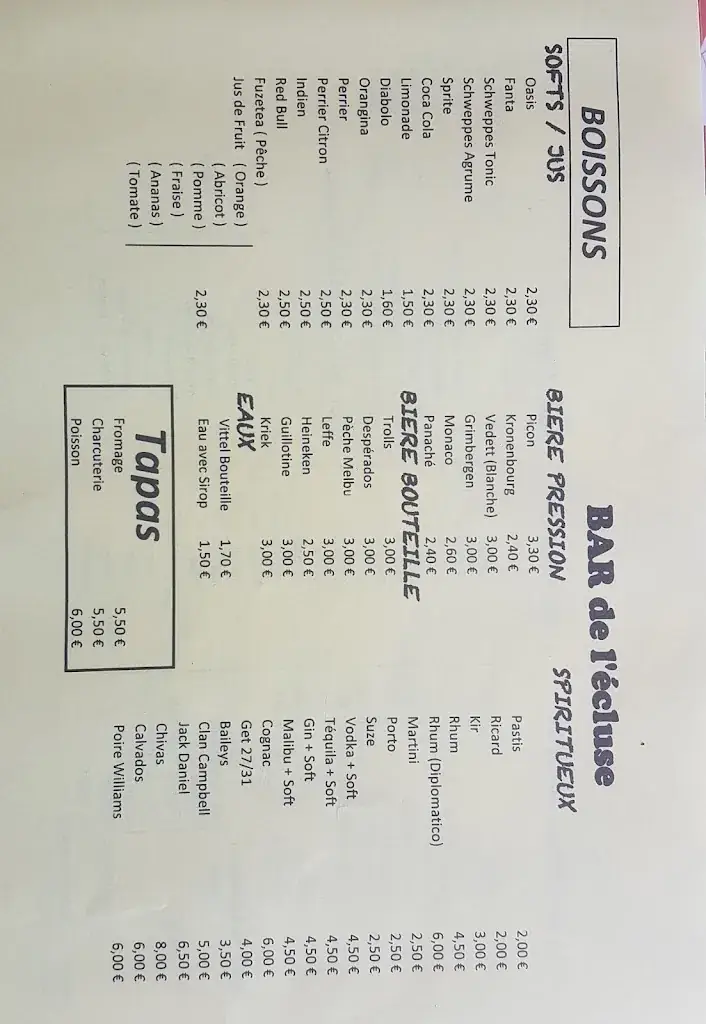 BAR de l'écluse
BOISSONS
SOFTS / JUS
Oasis 2,30 €
Fanta 2,30 €
Schweppes Tonic 2,30 €
Schweppes Agrume 2,30 €
Sprite 2,30 €
Coca Cola 2,30 €
Limonade 1,50 €
Diabolo 1,60 €
Orangina 2,30 €
Perrier 2,30 €
Perrier Citron 2,50 €
Indien 2,50 €
Red Bull 2,50 €
Fuzetea ( Pêche ) 2,30 €
Jus de Fruit ( Orange )
( Abricot )
( Pomme ) 2,30 €
( Fraise )
( Ananas )
( Tomate )
BIERE PRESSION
Picon 3,30 €
Kronenbourg 2,40 €
Vedett (Blanche) 3,00 €
Grimbergen 3,00 €
Monaco 2,60 €
Panaché 2,40 €
BIERE BOUTEILLE
Trolls 3,00 €
Despérados 3,00 €
Pèche Melbu 3,00 €
Leffe 3,00 €
Heineken 2,50 €
Guillotine 3,00 €
Kriek 3,00 €
EAUX
Vittel Bouteille 1,70 €
Eau avec Sirop 1,50 €
Tapas
Fromage 5,50 €
Charcuterie 5,50 €
Poisson 6,00 €
SPIRITUEUX
Pastis 2,00 €
Ricard 2,00 €
Kir 3,00 €
Rhum 4,50 €
Rhum (Diplomatico) 6,00 €
Martini 2,50 €
Porto 2,50 €
Suze 2,50 €
Vodka + Soft 4,50 €
Téquila + Soft 4,50 €
Gin + Soft 4,50 €
Malibu + Soft 4,50 €
Cognac 6,00 €
Get 27/31 4,00 €
Baileys 3,50 €
Clan Campbell 5,00 €
Jack Daniel 6,50 €
Chivas 8,00 €
Calvados 6,00 €
Poire Williams 6,00 €